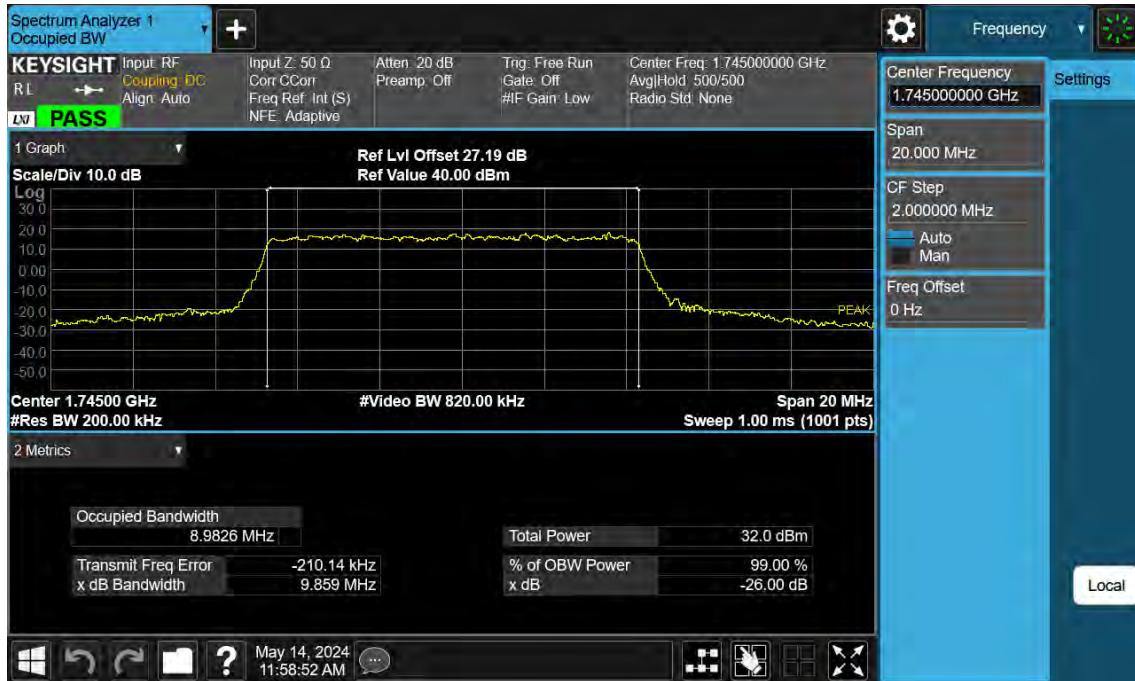 Spectrum Analyzer 1
Occupied BW
Frequency
KEYSIGHT
R L
LXI PASS
Input: RF
Coupling: DC
Align: Auto
Input Z: 50 Ω
Corr CCorr
Freq Ref: Int (S)
NFE: Adaptive
Atten: 20 dB
Preamp: Off
Trig: Free Run
Gate: Off
#IF Gain: Low
Center Freq: 1.745000000 GHz
Avg|Hold: 500/500
Radio Std: None
Center Frequency
1.745000000 GHz
Settings
Span
20.000 MHz
CF Step
2.000000 MHz
Auto
Man
Freq Offset
0 Hz
Local
1 Graph
Scale/Div 10.0 dB
Ref Lvl Offset 27.19 dB
Ref Value 40.00 dBm
Log
30.0
20.0
10.0
0.00
-10.0
-20.0
-30.0
-40.0
-50.0
PEAK
Center 1.74500 GHz
#Video BW 820.00 kHz
Span 20 MHz
#Res BW 200.00 kHz
Sweep 1.00 ms (1001 pts)
2 Metrics
Occupied Bandwidth
8.9826 MHz
Total Power 32.0 dBm
Transmit Freq Error -210.14 kHz
% of OBW Power 99.00 %
x dB Bandwidth 9.859 MHz
x dB -26.00 dB
?
May 14, 2024
11:58:52 AM